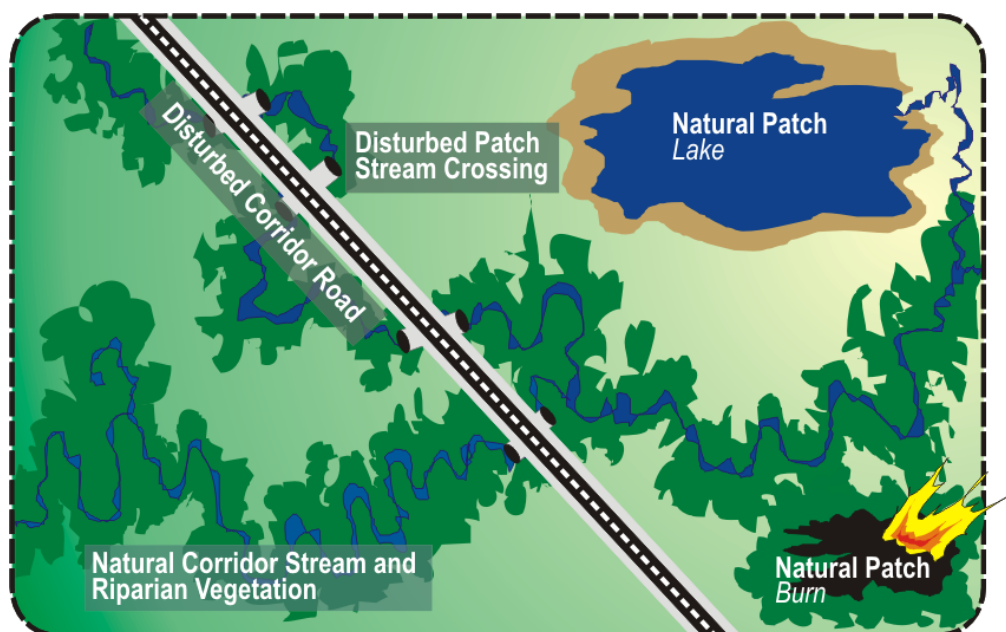 Disturbed Corridor Road
Disturbed Patch
Stream Crossing
Natural Patch
Lake
Natural Corridor Stream and
Riparian Vegetation
Natural Patch
Burn